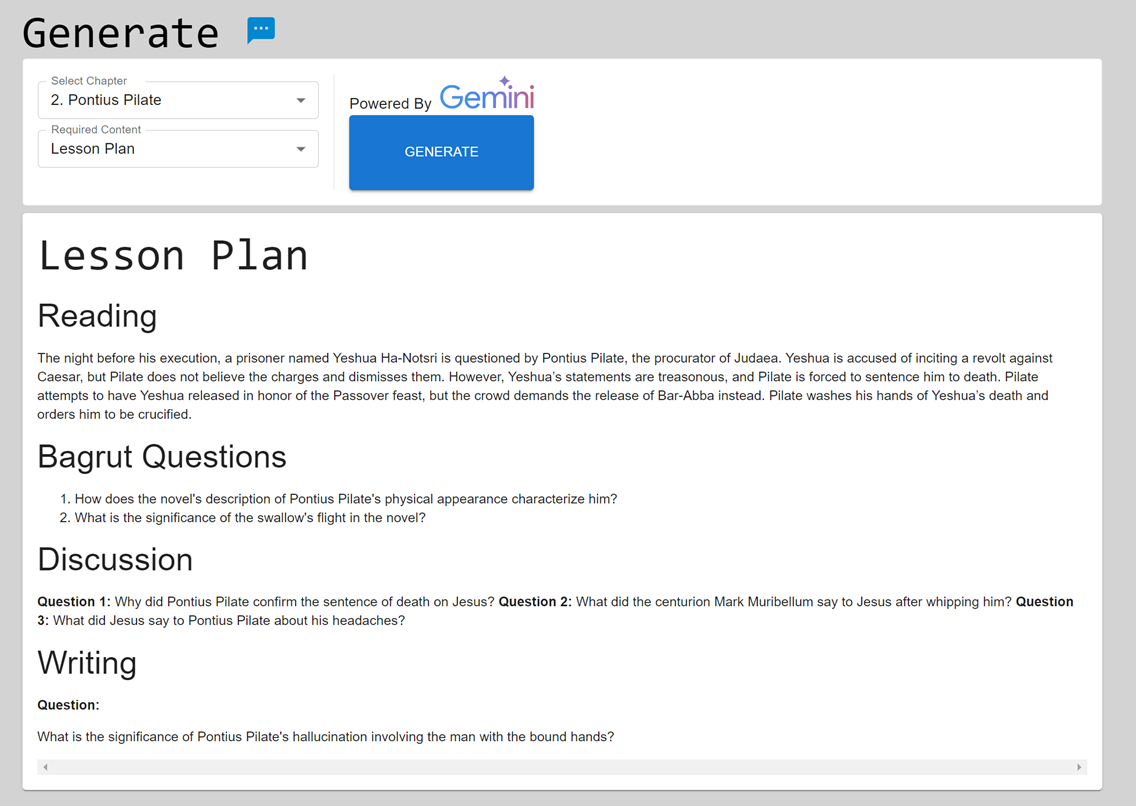 Generate
Select Chapter
2. Pontius Pilate
Required Content
Lesson Plan
Powered By Gemini
GENERATE
Lesson Plan
Reading
The night before his execution, a prisoner named Yeshua Ha-Notsri is questioned by Pontius Pilate, the procurator of Judaea. Yeshua is accused of inciting a revolt against
Caesar, but Pilate does not believe the charges and dismisses them. However, Yeshua's statements are treasonous, and Pilate is forced to sentence him to death. Pilate
attempts to have Yeshua released in honor of the Passover feast, but the crowd demands the release of Bar-Abba instead. Pilate washes his hands of Yeshua's death and
orders him to be crucified.
Bagrut Questions
1. How does the novel's description of Pontius Pilate's physical appearance characterize him?
2. What is the significance of the swallow's flight in the novel?
Discussion
Question 1: Why did Pontius Pilate confirm the sentence of death on Jesus? Question 2: What did the centurion Mark Muribellum say to Jesus after whipping him? Question
3: What did Jesus say to Pontius Pilate about his headaches?
Writing
Question:
What is the significance of Pontius Pilate's hallucination involving the man with the bound hands?